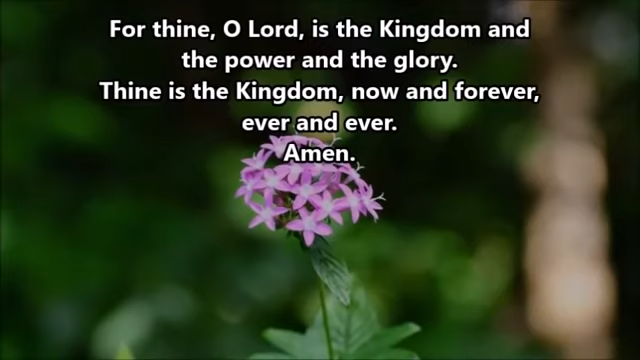 For thine, O Lord, is the Kingdom and
the power and the glory.
Thine is the Kingdom, now and forever,
ever and ever.
Amen.